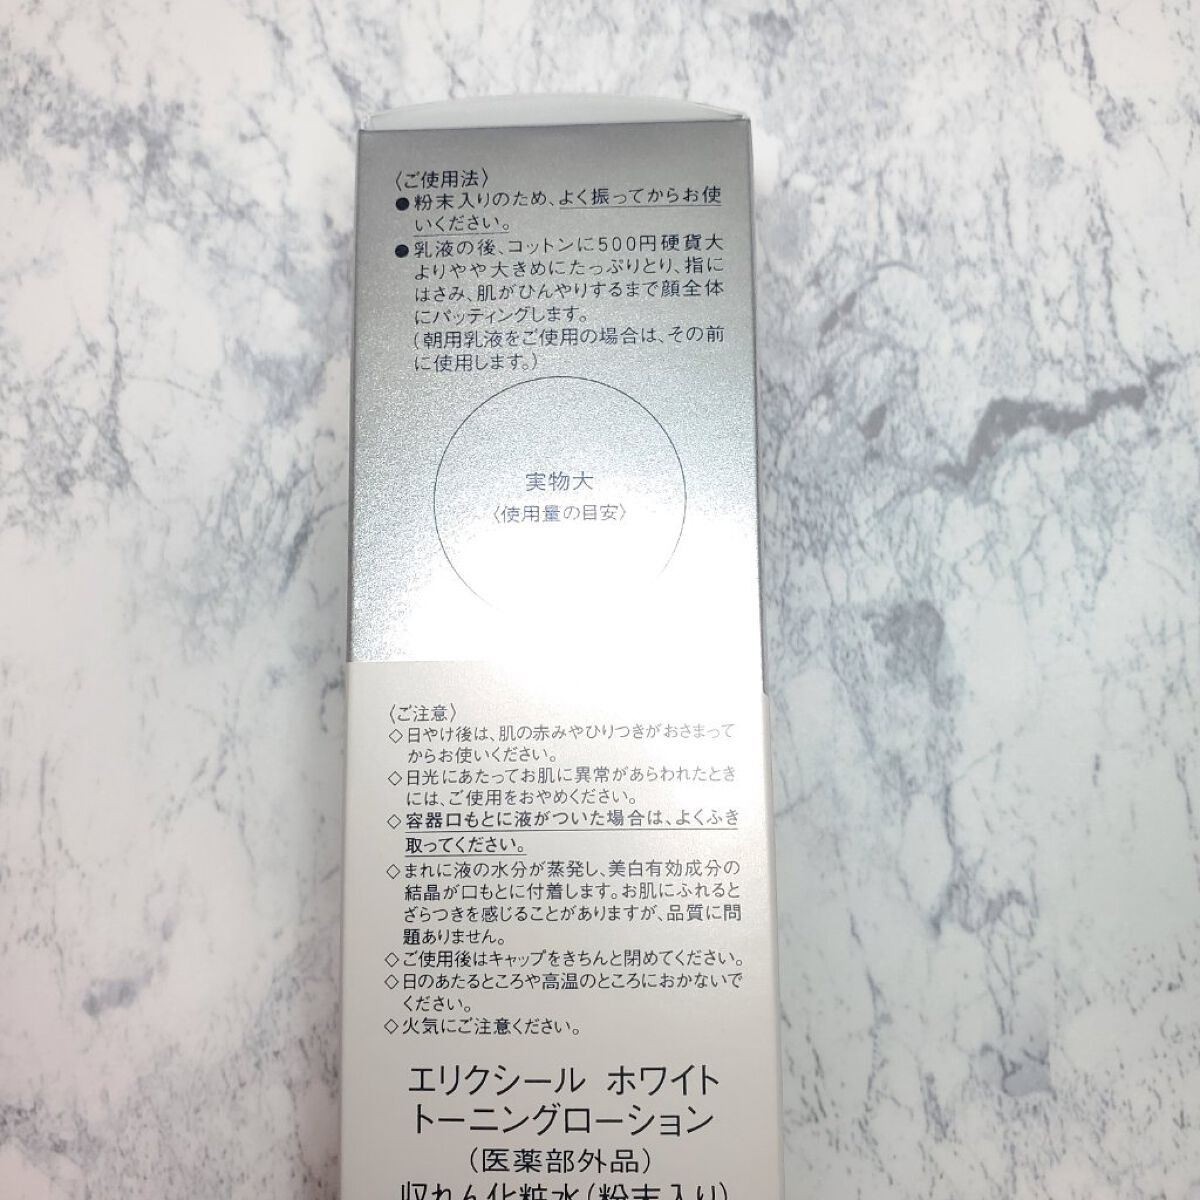 〈ご使用法〉
●粉末入りのため、よく振ってからお使
いください。
●乳液の後、コットンに500円硬貨大
よりやや大きめにたっぷりとり、指に
はさみ、肌がひんやりするまで顔全体
にパッティングします。
(朝用乳液をご使用の場合は、その前
に使用します。)
実物大
〈使用量の目安〉
〈ご注意〉
◇日やけ後は、肌の赤みやひりつきがおさまって
からお使いください。
◇日光にあたってお肌に異常があらわれたとき
には、ご使用をおやめください。
◇容器口もとに液がついた場合は、よくふき
取ってください。
◇まれに液の水分が蒸発し、美白有効成分の
結晶が口もとに付着します。お肌にふれると
ざらつきを感じることがありますが、品質に問
題ありません。
◇ご使用後はキャップをきちんと閉めてください。
◇日のあたるところや高温のところにおかないで
ください。
◇火気にご注意ください。
エリクシール ホワイト
トーニングローション
(医薬部外品)
収れん化粧水(粉末入り)